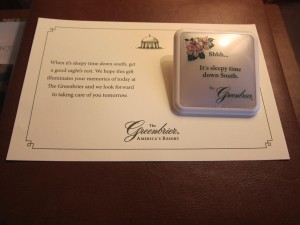 When it's sleepy time down south, get
a good night's rest. We hope this gift
illuminates your memories of today at
The Greenbrier and we look forward
to taking care of you tomorrow.
The
Greenbrier
AMERICA'S RESORT
Shhh...
It's sleepy time
down South.
The
Greenbrier